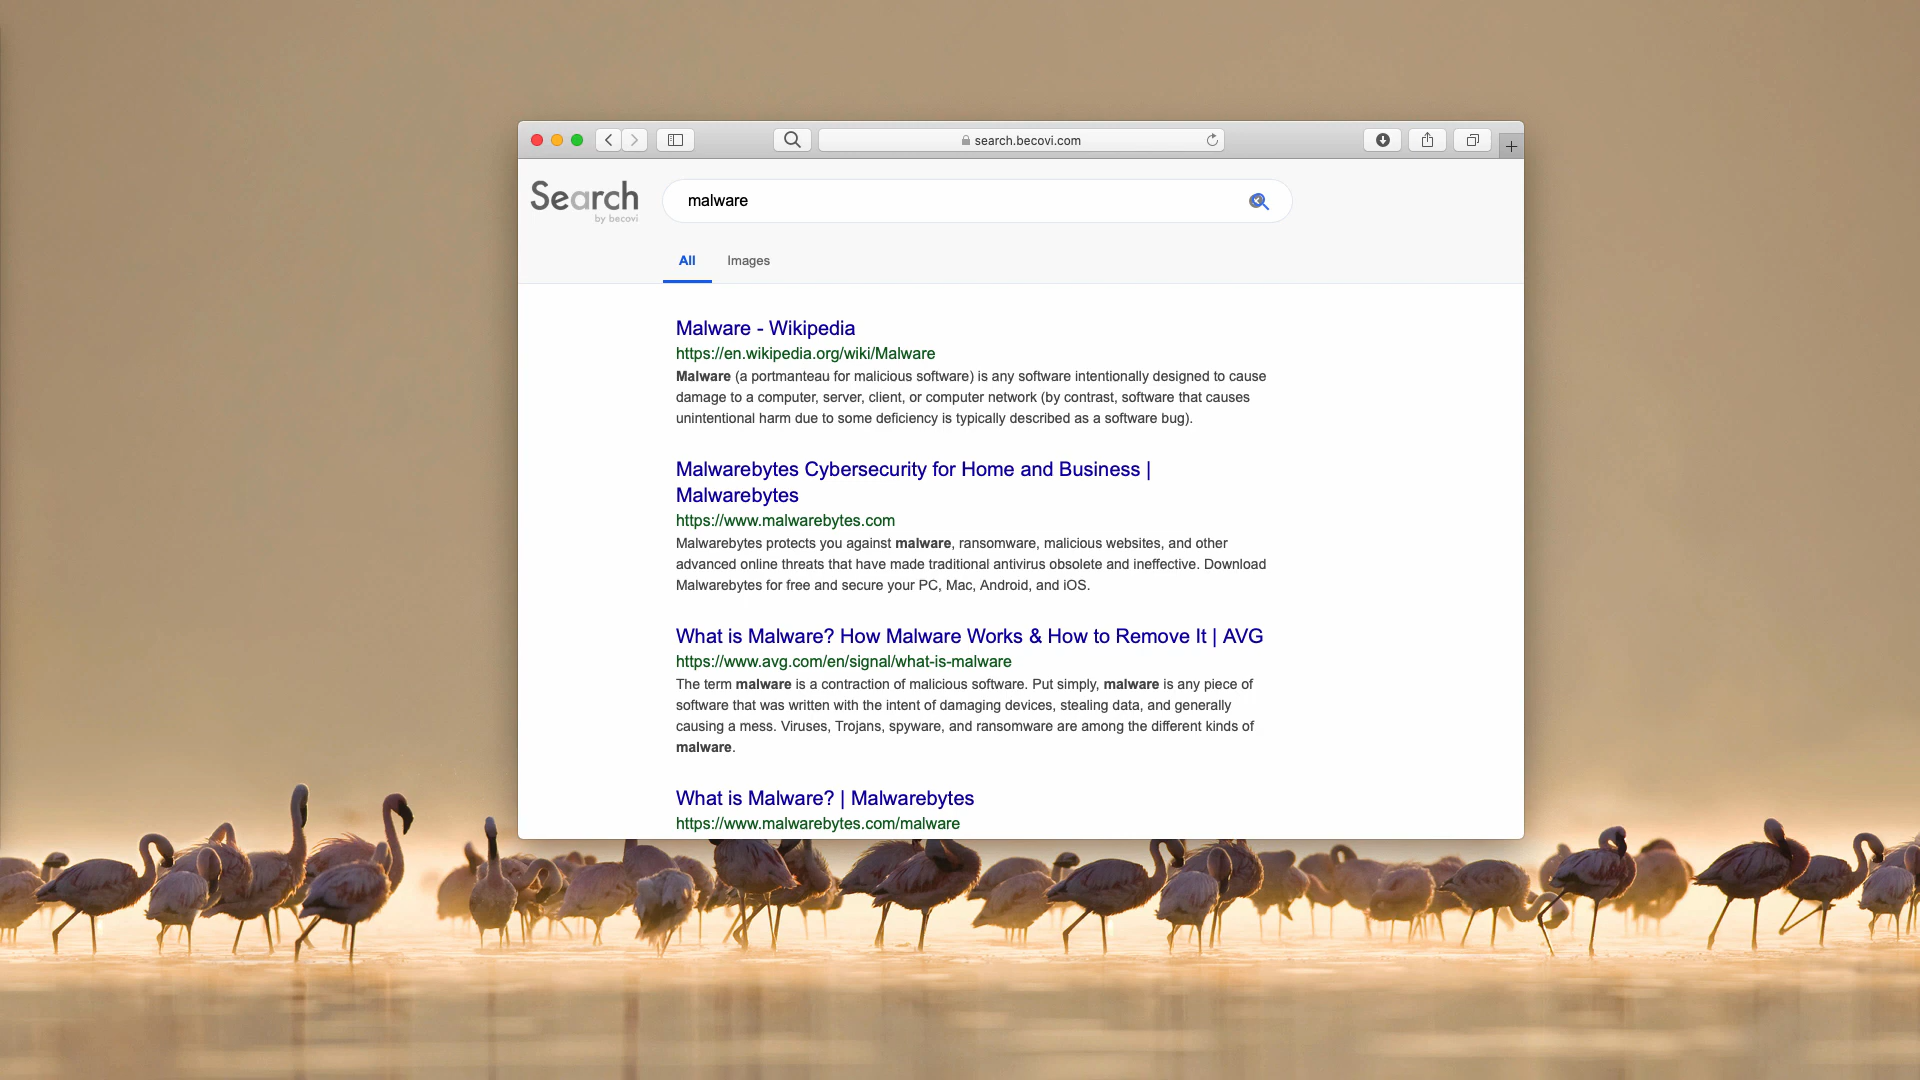 search.becovi.com
Search
by becovi
malware
All Images
Malware - Wikipedia
https://en.wikipedia.org/wiki/Malware
Malware (a portmanteau for malicious software) is any software intentionally designed to cause
damage to a computer, server, client, or computer network (by contrast, software that causes
unintentional harm due to some deficiency is typically described as a software bug).
Malwarebytes Cybersecurity for Home and Business |
Malwarebytes
https://www.malwarebytes.com
Malwarebytes protects you against malware, ransomware, malicious websites, and other
advanced online threats that have made traditional antivirus obsolete and ineffective. Download
Malwarebytes for free and secure your PC, Mac, Android, and iOS.
What is Malware? How Malware Works & How to Remove It | AVG
https://www.avg.com/en/signal/what-is-malware
The term malware is a contraction of malicious software. Put simply, malware is any piece of
software that was written with the intent of damaging devices, stealing data, and generally
causing a mess. Viruses, Trojans, spyware, and ransomware are among the different kinds of
malware.
What is Malware? | Malwarebytes
https://www.malwarebytes.com/malware